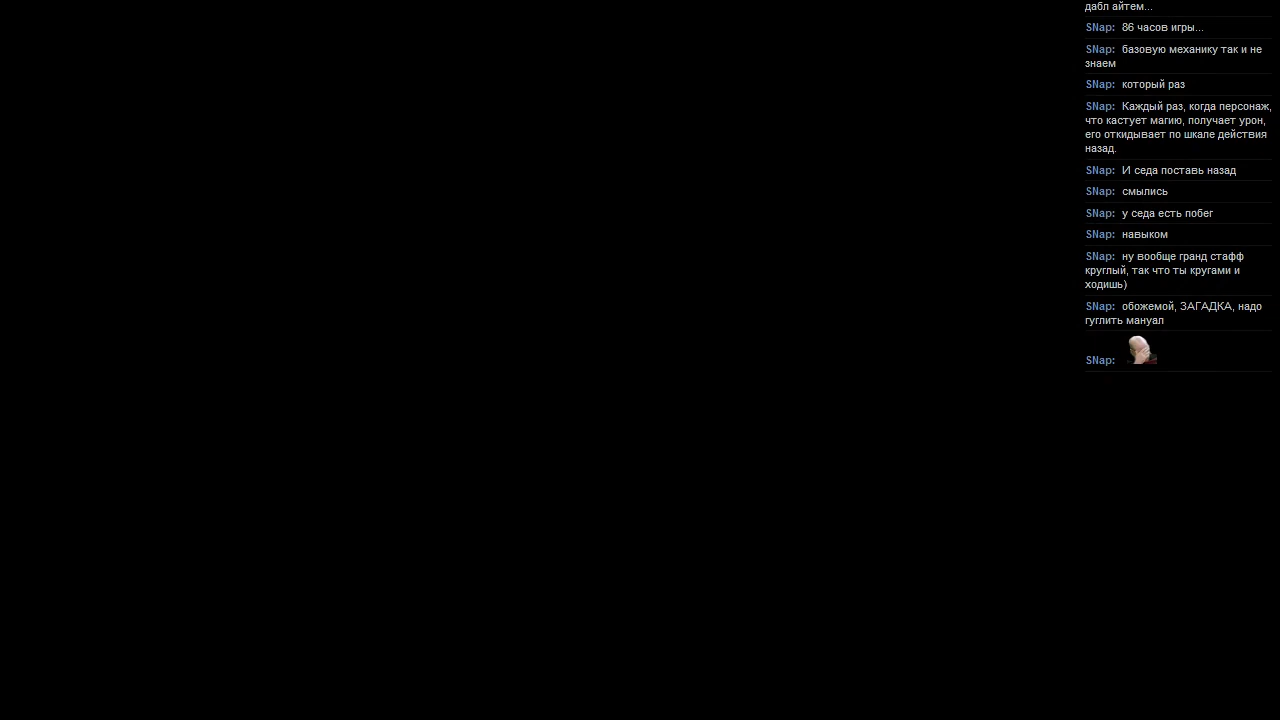 дабл айтем...
SNap: 86 часов игры...
SNap: базовую механику так и не
знаем
SNap: который раз
SNap: Каждый раз, когда персонаж,
что кастует магию, получает урон,
его откидывает по шкале действия
назад.
SNap: И седа поставь назад
SNap: смылись
SNap: у седа есть побег
SNap: навыком
SNap: ну вообще гранд стафф
круглый, так что ты кругами и
ходишь)
SNap: обожемой, ЗАГАДКА, надо
гуглить мануал
SNap: